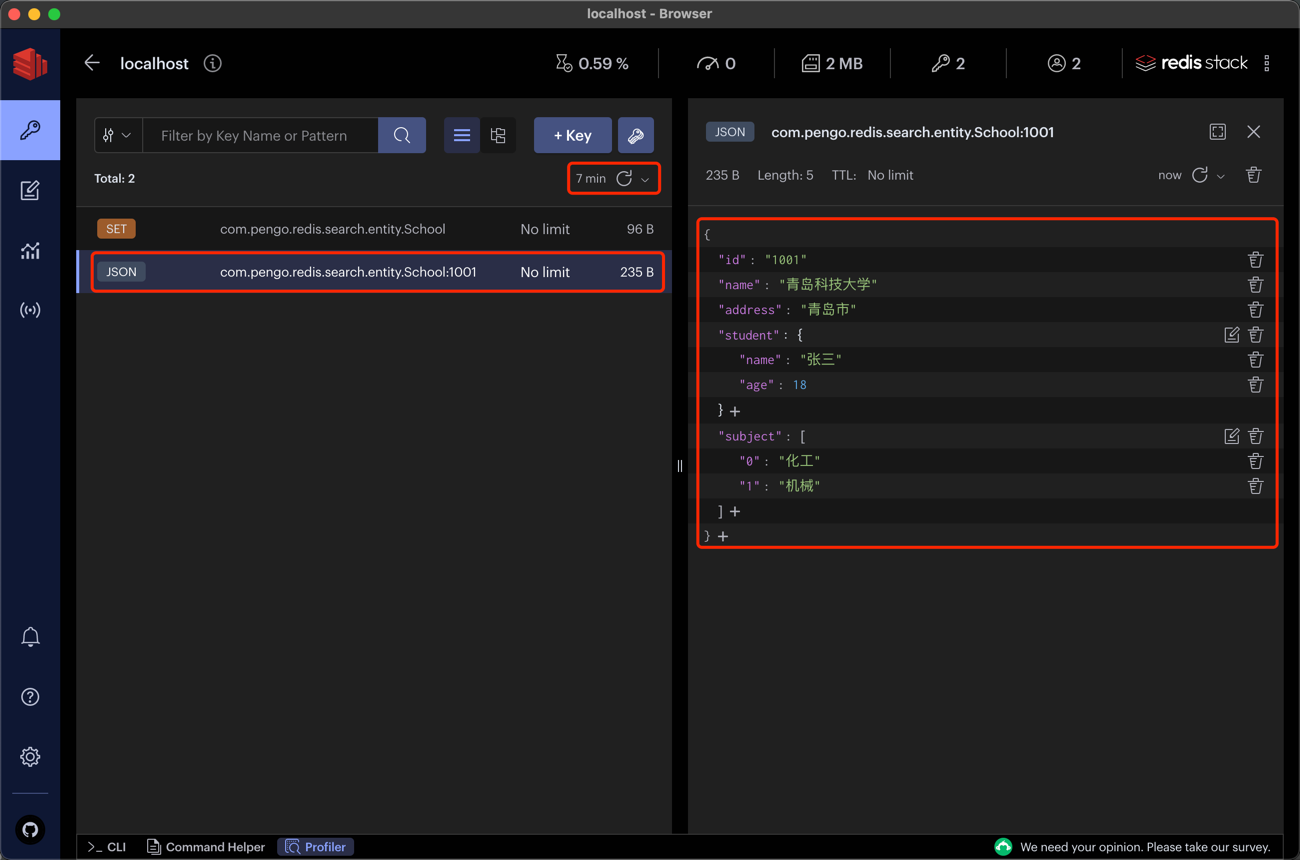 localhost - Browser
localhost 0.59 % 0 2 MB 2 2 redis stack
Filter by Key Name or Pattern + Key
Total: 2 7 min
SET com.pengo.redis.search.entity.School No limit 96 B
JSON com.pengo.redis.search.entity.School:1001 No limit 235 B
JSON com.pengo.redis.search.entity.School:1001
235 B Length: 5 TTL: No limit now
{
"id" : "1001"
"name" : "青岛科技大学"
"address" : "青岛市"
"student" : {
"name" : "张三"
"age" : 18
} +
"subject" : [
"0" : "化工"
"1" : "机械"
] +
} +
>_ CLI Command Helper Profiler We need your opinion. Please take our survey.